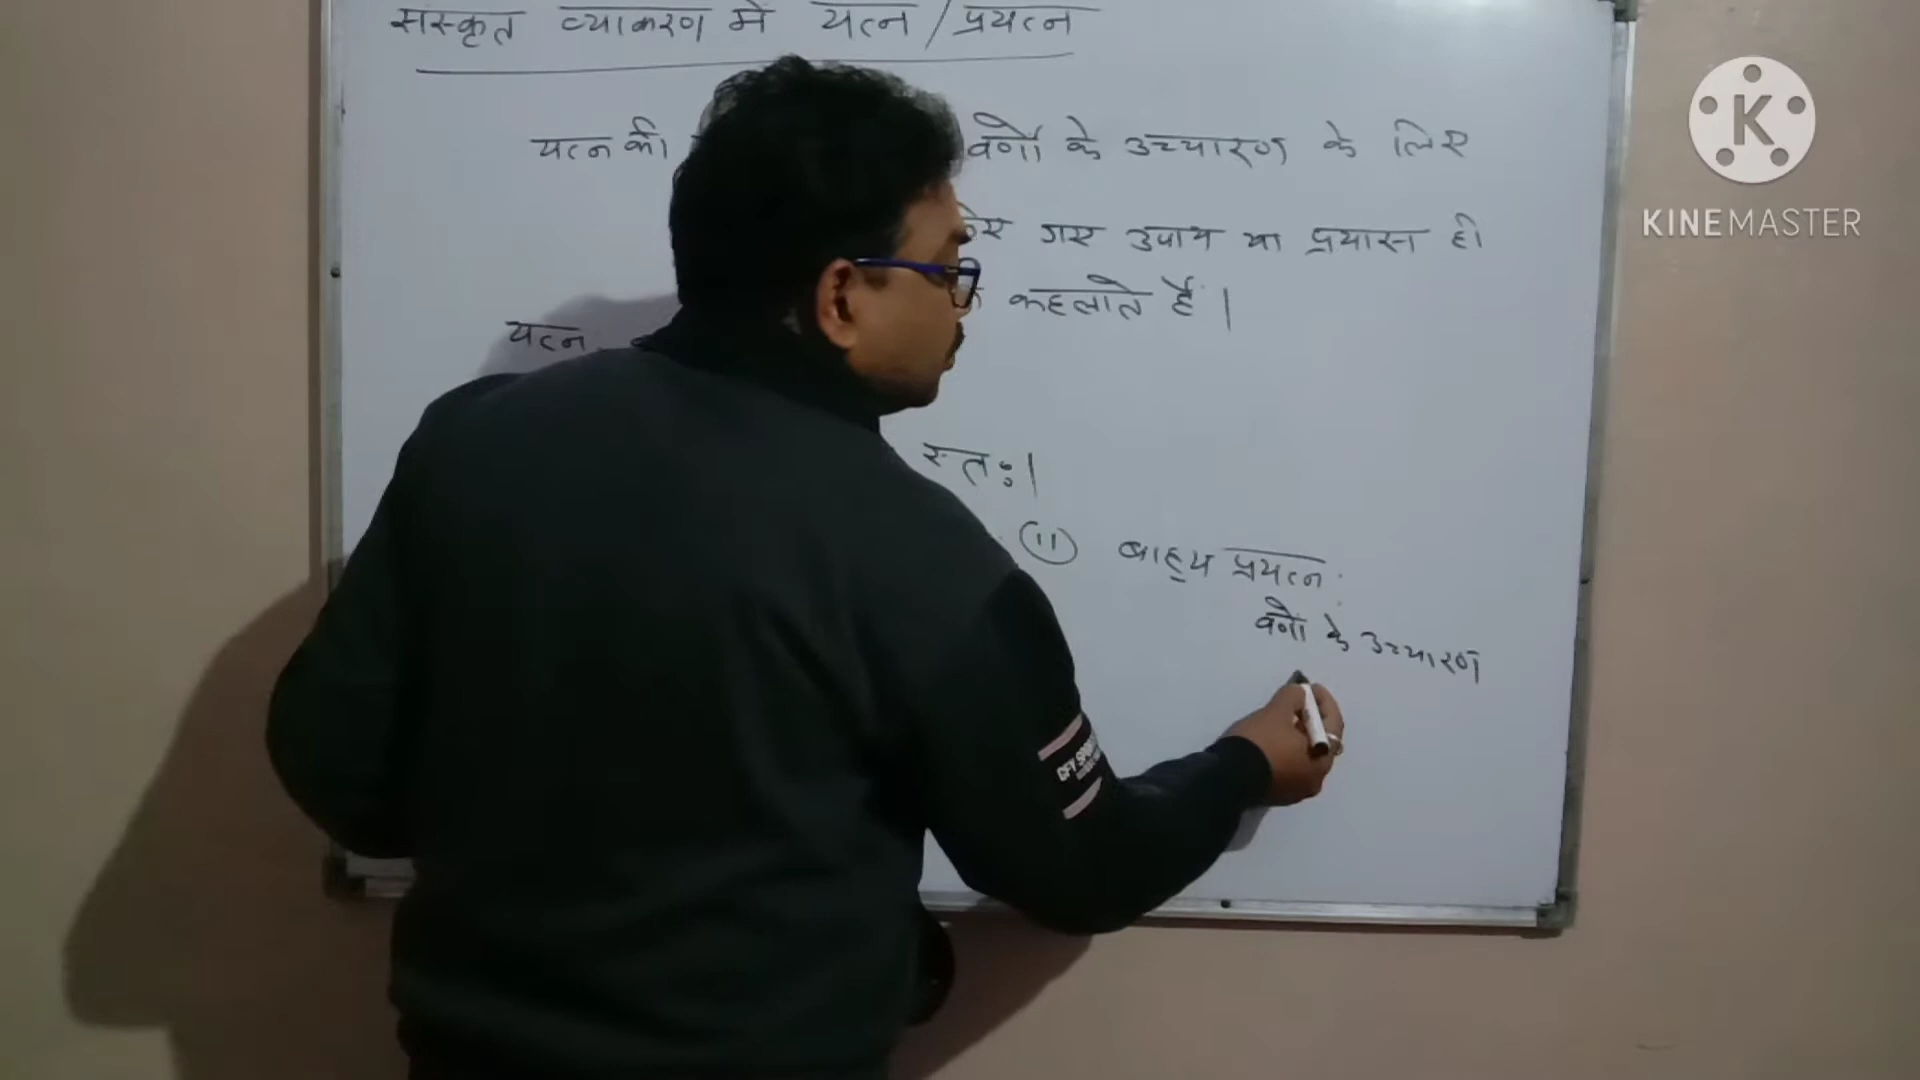 संस्कृत व्याकरण में यत्न / प्रयत्न
यत्न की वर्णों के उच्चारण के लिए
गए उपाय या प्रयास ही
कहलाते हैं |
यत्न
स्तः |
(ii) बाह्य प्रयत्न
वर्णो के उच्चारण
K
KINEMASTER